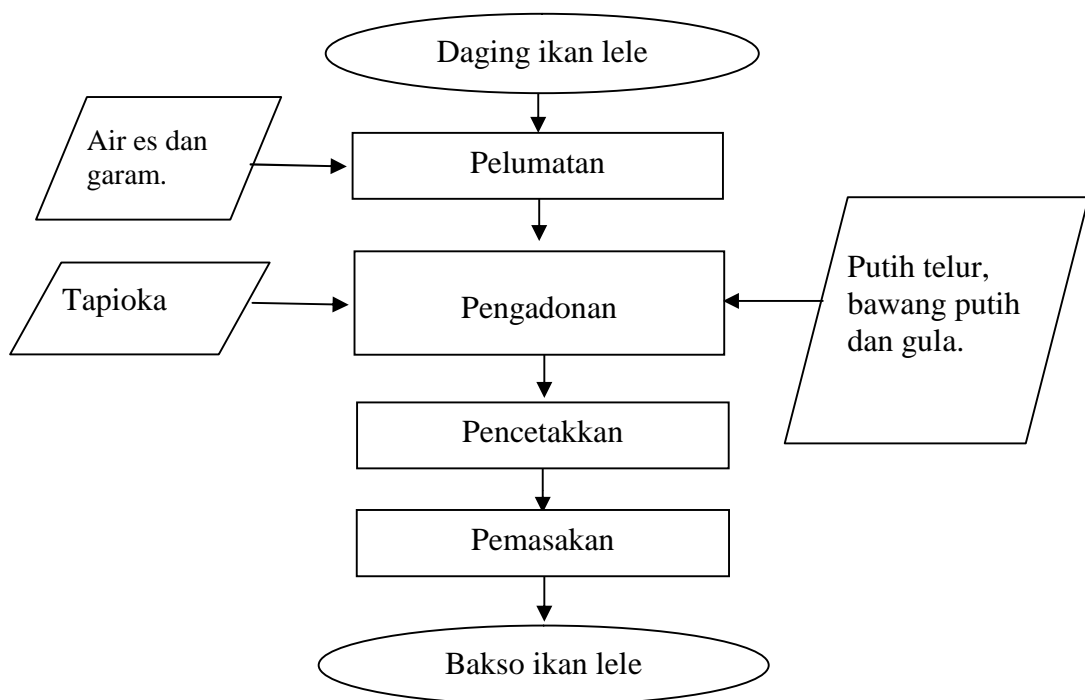 Daging ikan lele
Air es dan
garam.
Pelumatan
Tapioka
Pengadonan
Putih telur,
bawang putih
dan gula.
Pencetakkan
Pemasakan
Bakso ikan lele